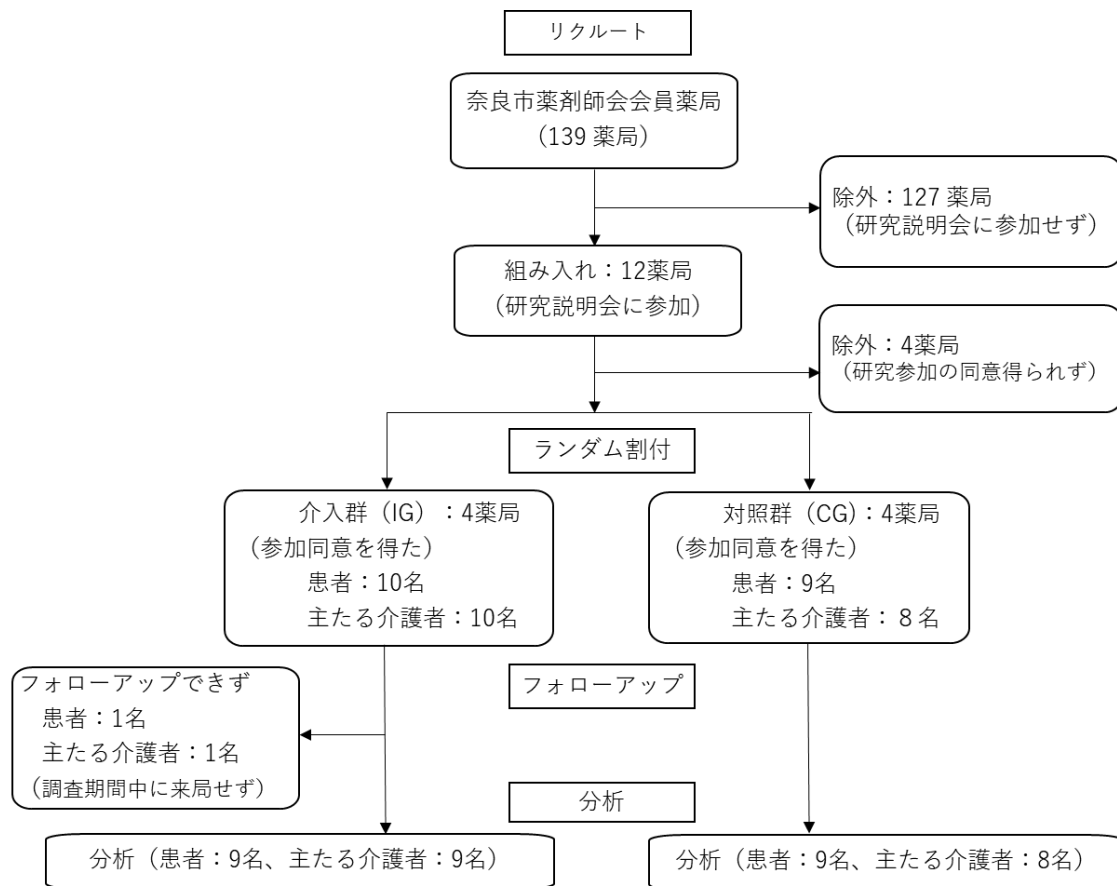 リクルート
奈良市薬剤師会会員薬局
(139 薬局)
除外：127 薬局
（研究説明会に参加せず）
組み入れ：12薬局
（研究説明会に参加）
除外：4薬局
（研究参加の同意得られず）
ランダム割付
介入群（IG）：4薬局
（参加同意を得た）
患者：10名
主たる介護者：10名
対照群（CG）：4薬局
（参加同意を得た）
患者：9名
主たる介護者：８名
フォローアップ
フォローアップできず
患者：1名
主たる介護者：1名
（調査期間中に来局せず）
分析
分析（患者：9名、主たる介護者：9名）
分析（患者：9名、主たる介護者：8名）